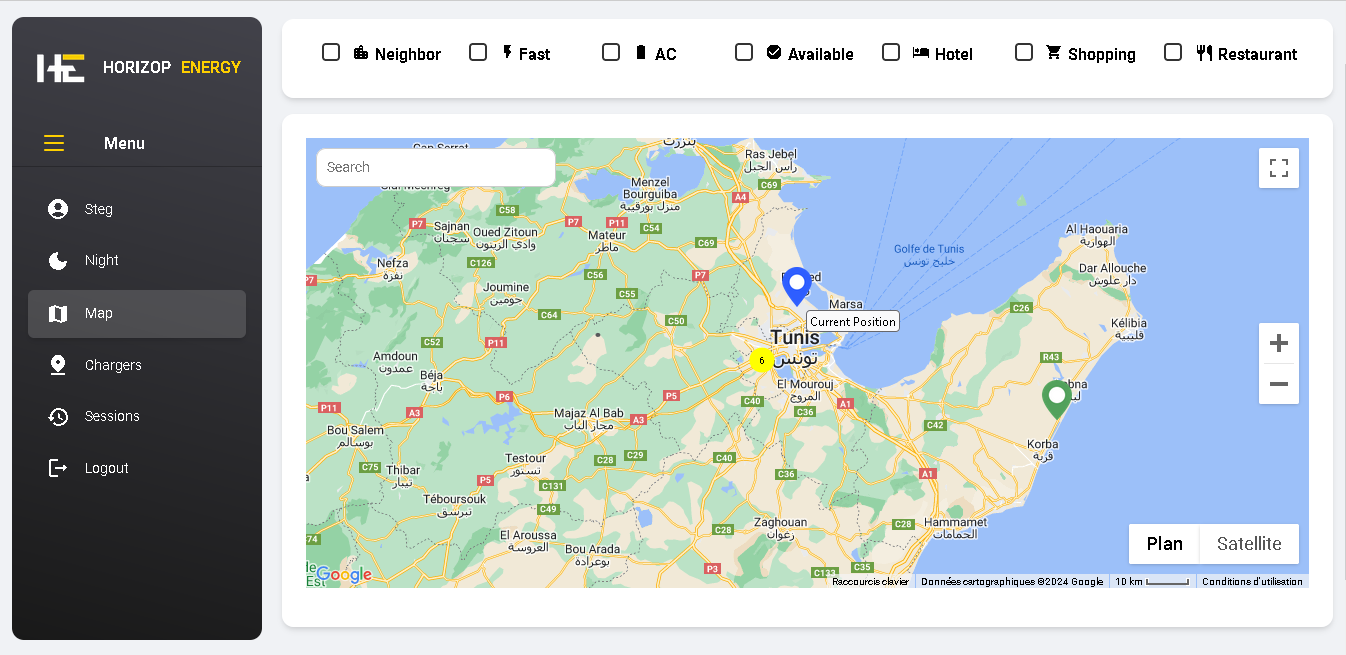 HORIZOP ENERGY
Menu
Steg
Night
Map
Chargers
Sessions
Logout
Neighbor
Fast
AC
Available
Hotel
Shopping
Restaurant
Search
Cap Serrat
بنزرت
Ras Jebel
رأس الجبل
C69
A4
Menzel
Bourguiba
منزل بورقيبة
C58
P7
Sajnan
سجنان
Oued Zitoun
وادي الزيتون
P7
P11
Mateur
ماطر
C54
C69
Nefza
نفزة
C126
P7
C56
P7
Joumine
جومين
C55
C64
C50
Golfe de Tunis
خليج تونس
Al Haouaria
الهوارية
Dar Allouche
دار علوش
C26
Kélibia
قليبية
Marsa
Current Position
Tunis
تونس
6
El Mourouj
المروج
C40
C36
A1
R43
C42
Korba
قربة
C52
P11
Amdoun
عمدون
Béja
باجة
P6
P5
P11
A3
Majaz Al Bab
مجاز الباب
A3
Bou Salem
بوسالم
C75
Thibar
تيبار
P5
Testour
تستور
C28
C29
C40
C36
A1
C131
Téboursouk
تبرسق
C49
El Aroussa
العروسة
Bou Arada
بوعرادة
Zaghouan
زغوان
C28
C28
Hammamet
الحمامات
P3
C133
C35
74
Google
Plan
Satellite
Raccourcis clavier
Données cartographiques ©2024 Google
10 km
Conditions d'utilisation